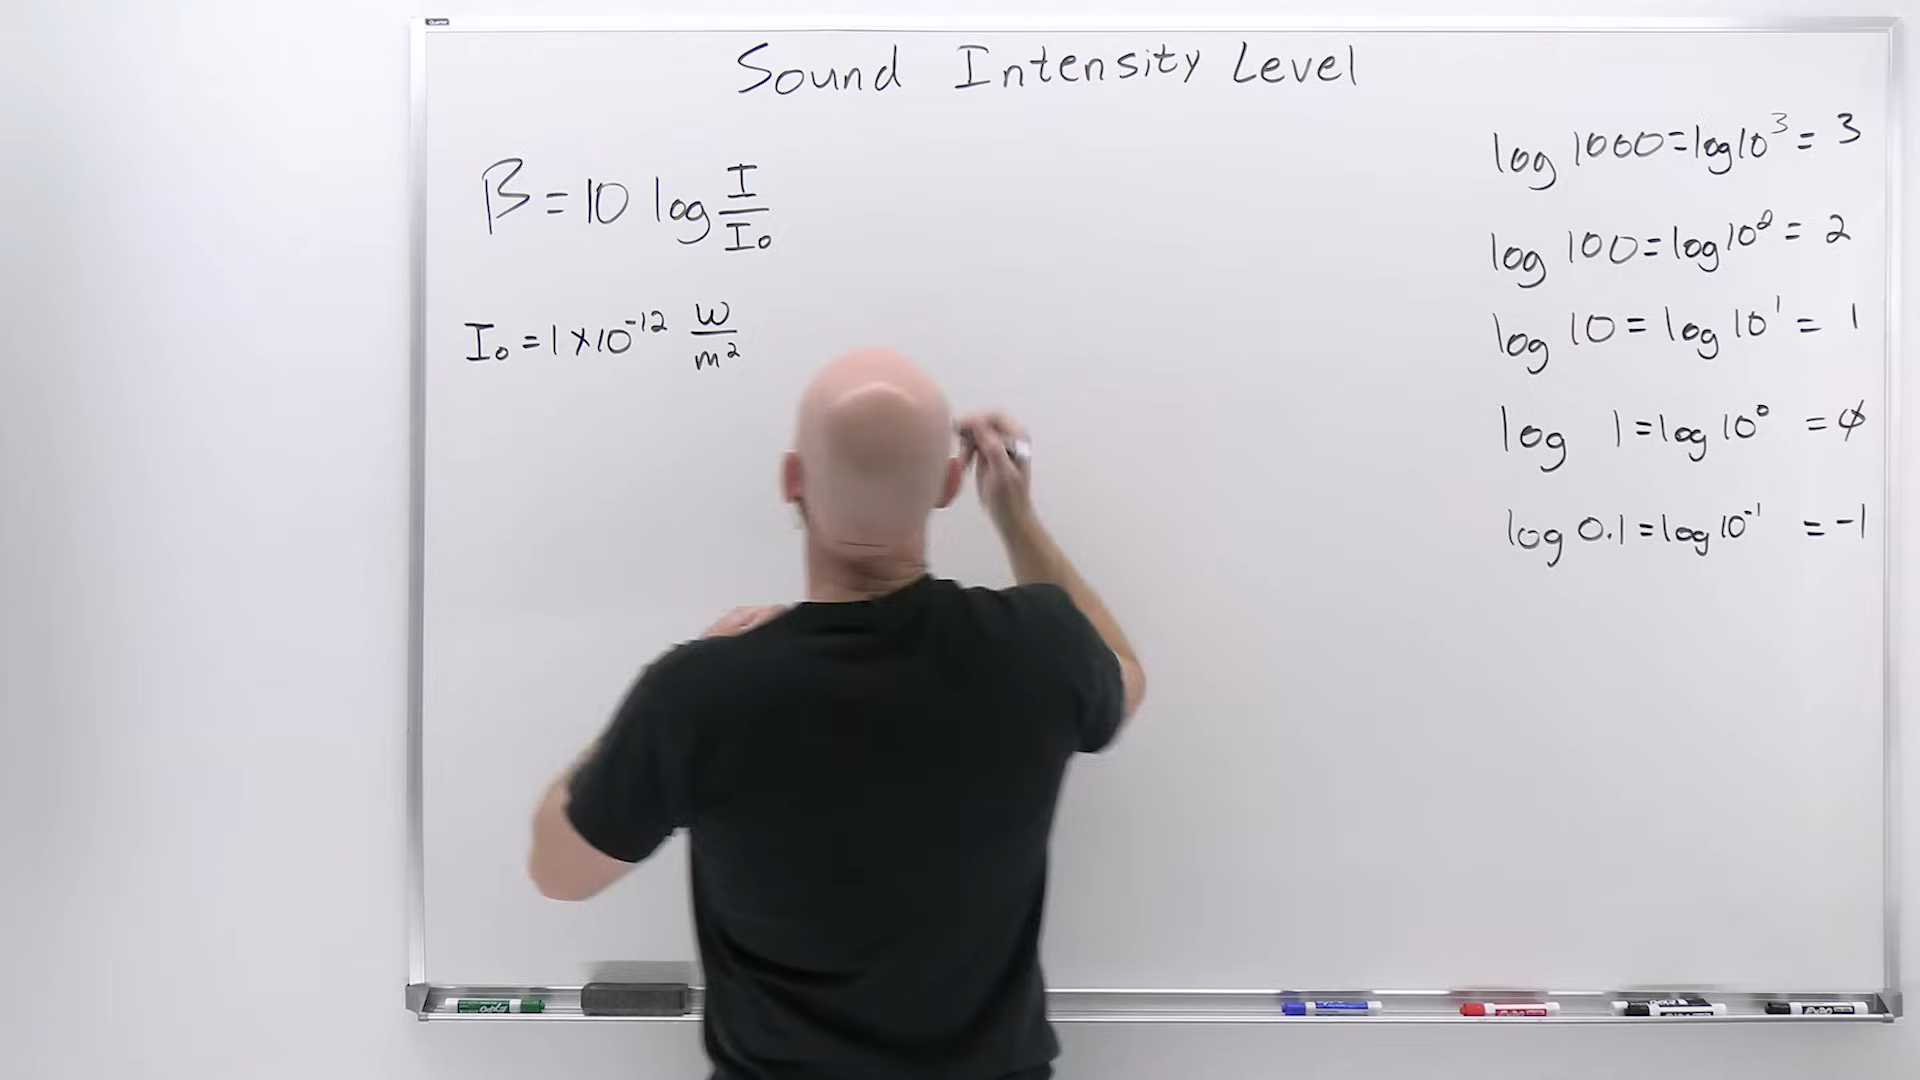 Sound Intensity Level
β = 10 log I/I₀
I₀ = 1 × 10⁻¹² W/m²
log 1000 = log 10³ = 3
log 100 = log 10² = 2
log 10 = log 10¹ = 1
log 1 = log 10⁰ = 0
log 0.1 = log 10⁻¹ = -1